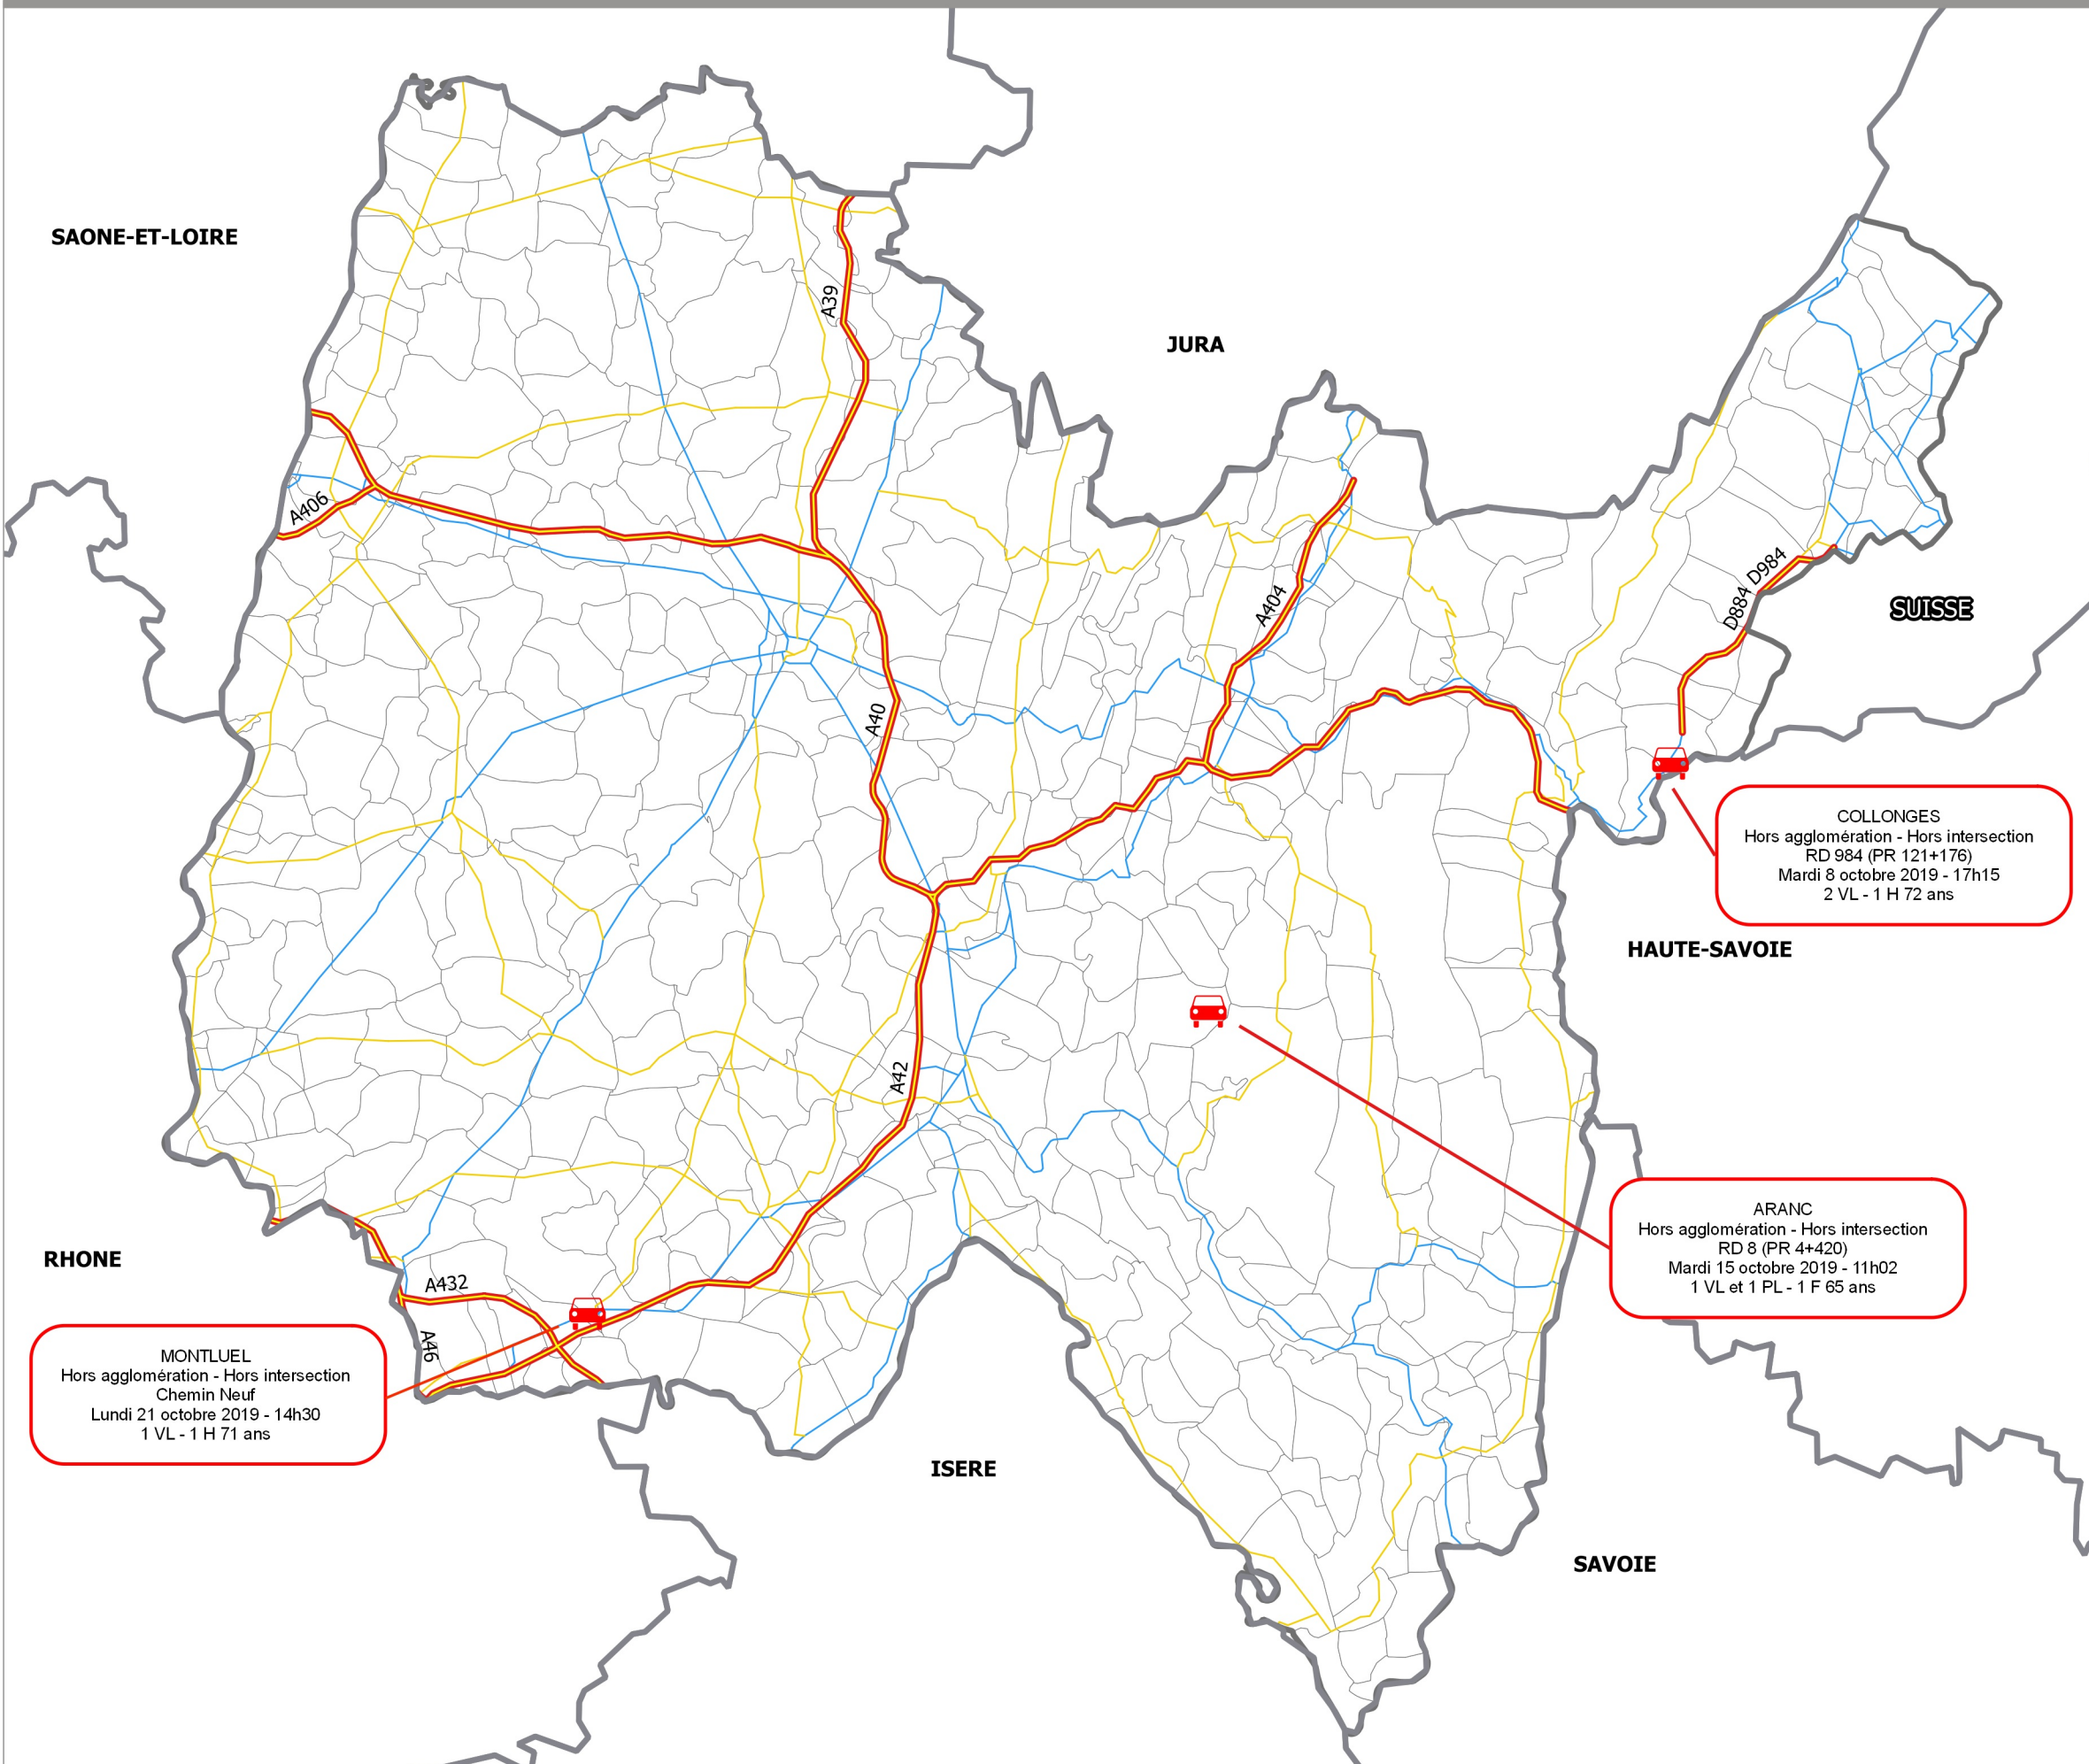 SAONE-ET-LOIRE
A39
JURA
A406
A404
D984
D884
SUISSE
A40
COLLONGES
Hors agglomération - Hors intersection
RD 984 (PR 121+176)
Mardi 8 octobre 2019 - 17h15
2 VL - 1 H 72 ans
HAUTE-SAVOIE
A42
ARANC
Hors agglomération - Hors intersection
RD 8 (PR 4+420)
Mardi 15 octobre 2019 - 11h02
1 VL et 1 PL - 1 F 65 ans
RHONE
A432
A46
MONTLUEL
Hors agglomération - Hors intersection
Chemin Neuf
Lundi 21 octobre 2019 - 14h30
1 VL - 1 H 71 ans
ISERE
SAVOIE